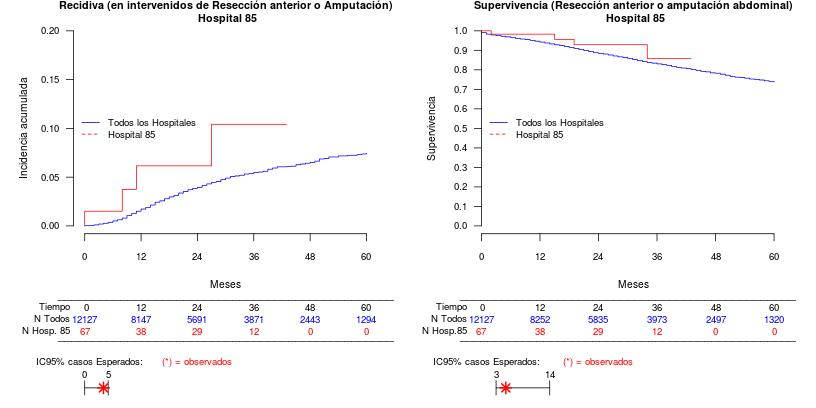 Recidiva (en intervenidos de Resección anterior o Amputación)
Hospital 85
Incidencia acumulada
0.20
0.15
0.10
0.05
0.00
Todos los Hospitales
Hospital 85
0 12 24 36 48 60
Meses
Tiempo 0 12 24 36 48 60
N Todos 12127 8147 5691 3871 2443 1294
N Hosp. 85 67 38 29 12 0 0
IC95% casos Esperados: (*) = observados
0 5
Supervivencia (Resección anterior o amputación abdominal)
Hospital 85
Supervivencia
1.0
0.9
0.8
0.7
0.6
0.5
0.4
0.3
0.2
0.1
0.0
Todos los Hospitales
Hospital 85
0 12 24 36 48 60
Meses
Tiempo 0 12 24 36 48 60
N Todos 12127 8252 5835 3973 2497 1320
N Hosp.85 67 38 29 12 0 0
IC95% casos Esperados: (*) = observados
3 14